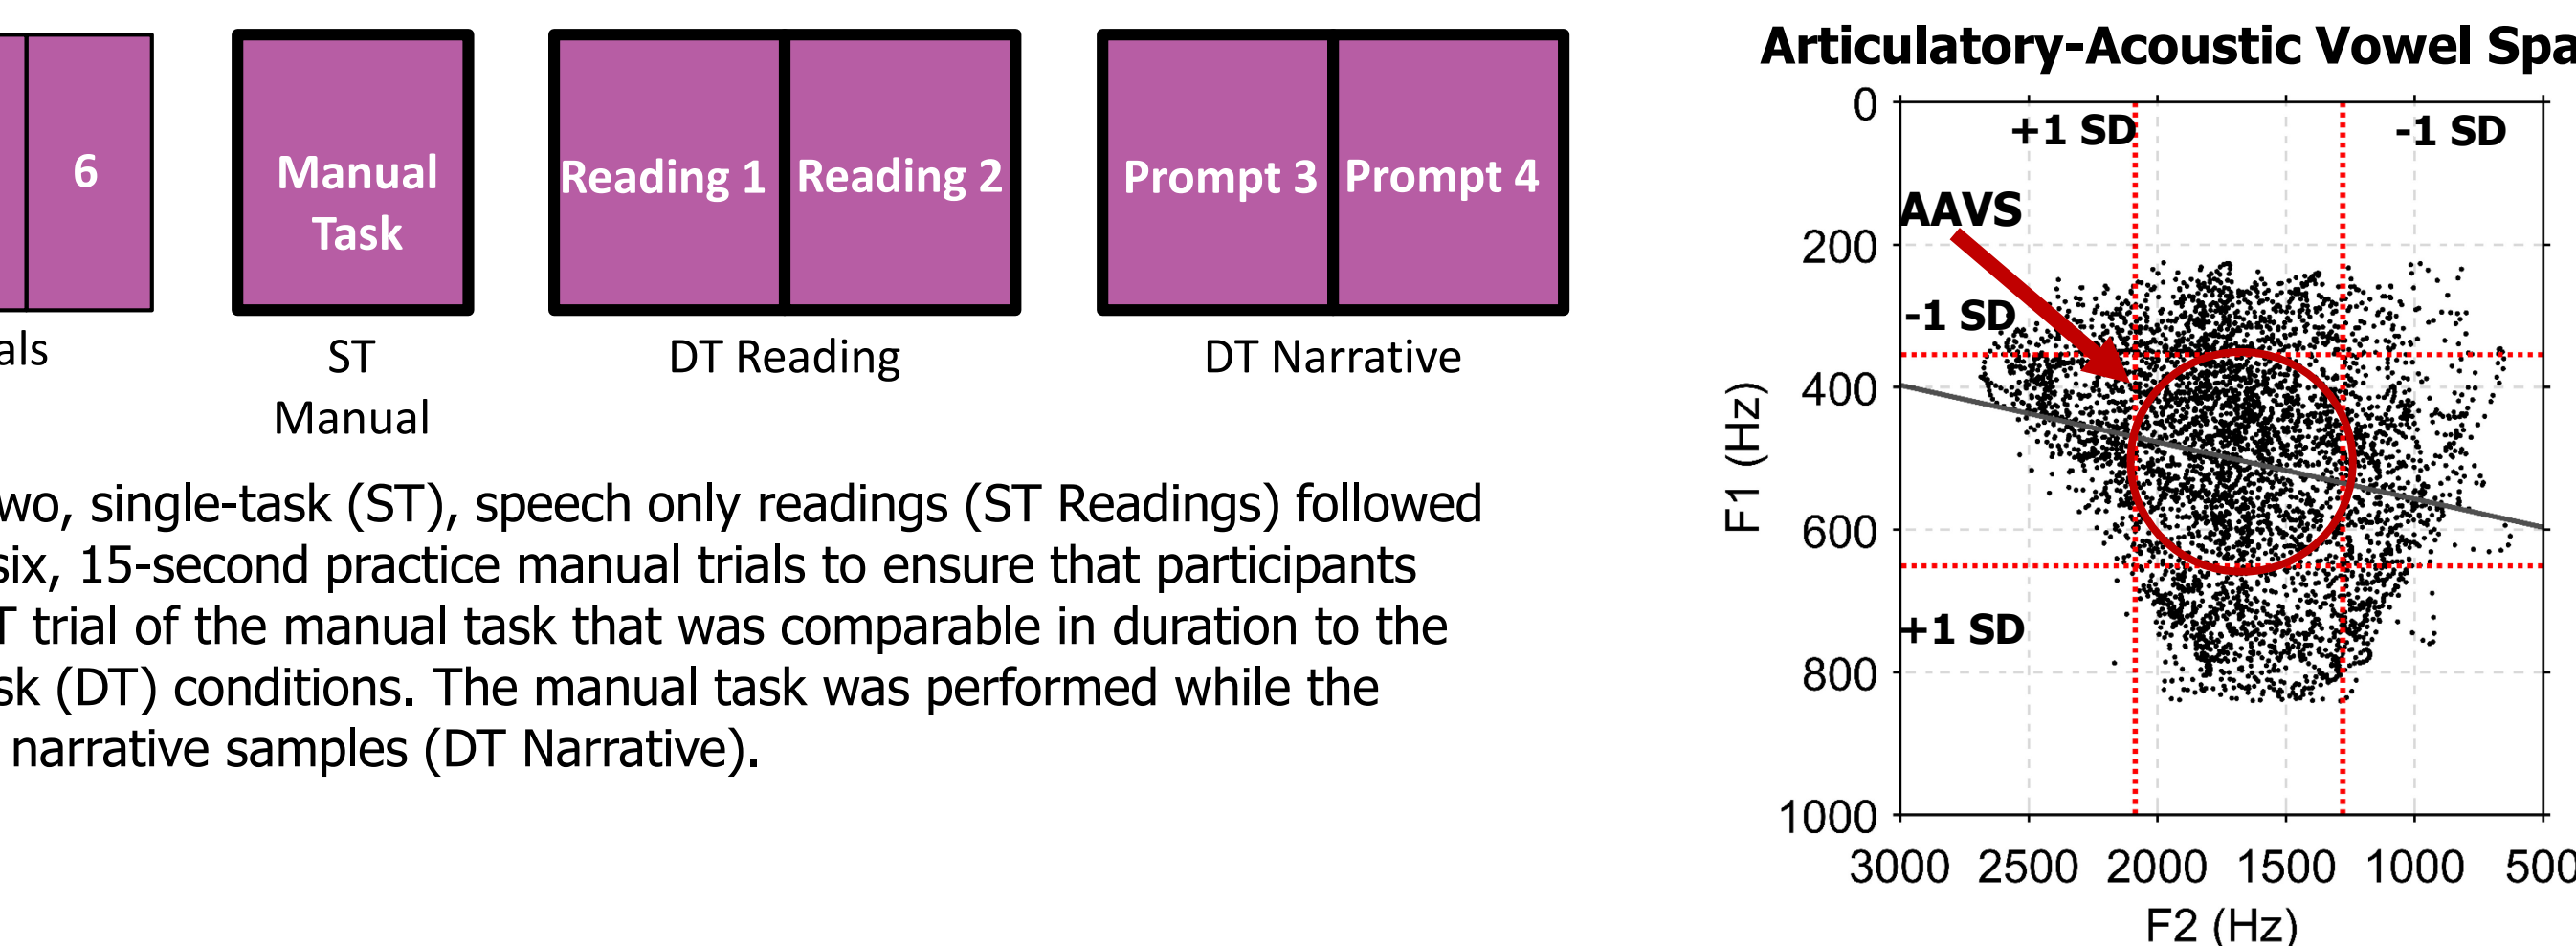 6
Manual
Task
Reading 1
Reading 2
Prompt 3
Prompt 4
als
ST
Manual
DT Reading
DT Narrative
wo, single-task (ST), speech only readings (ST Readings) followed
six, 15-second practice manual trials to ensure that participants
T trial of the manual task that was comparable in duration to the
sk (DT) conditions. The manual task was performed while the
narrative samples (DT Narrative).
Articulatory-Acoustic Vowel Spa
0
200
400
600
800
1000
F1 (Hz)
+1 SD
-1 SD
AAVS
-1 SD
+1 SD
3000 2500 2000 1500 1000 500
F2 (Hz)